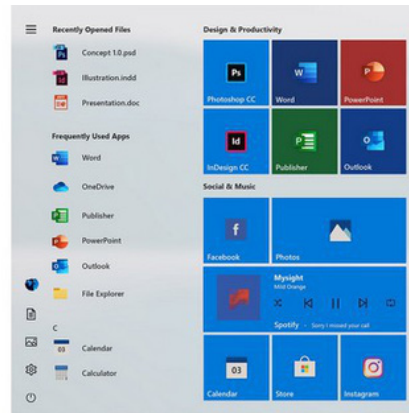 Recently Opened Files
Concept 1.0.psd
Illustration.indd
Presentation.doc
Frequently Used Apps
Word
OneDrive
Publisher
PowerPoint
Outlook
File Explorer
C
03
Calendar
Calculator
Design & Productivity
Ps
Photoshop CC
W
Word
P
PowerPoint
Id
InDesign CC
P
Publisher
O
Outlook
Social & Music
f
Facebook
Photos
Mysight
Mild Orange
Spotify - Sorry i missed your call
03
Calendar
Store
Instagram